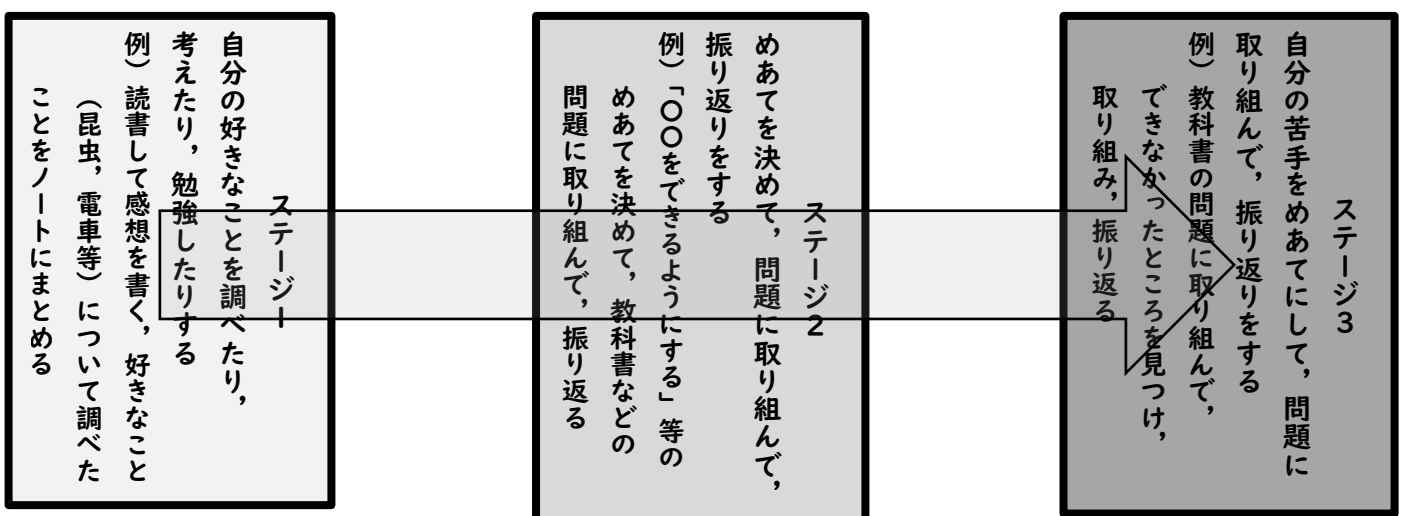 ステージ1
自分の好きなことを調べたり，
考えたり，勉強したりする
例）読書して感想を書く，好きなこと
（昆虫，電車等）について調べた
ことをノートにまとめる
ステージ2
めあてを決めて，問題に取り組んで，
振り返りをする
例）「〇〇をできるようにする」等の
めあてを決めて，教科書などの
問題に取り組んで，振り返る
ステージ3
自分の苦手をめあてにして，問題に
取り組んで，振り返りをする
例）教科書の問題に取り組んで，
できなかったところを見つけ，
取り組み，振り返る